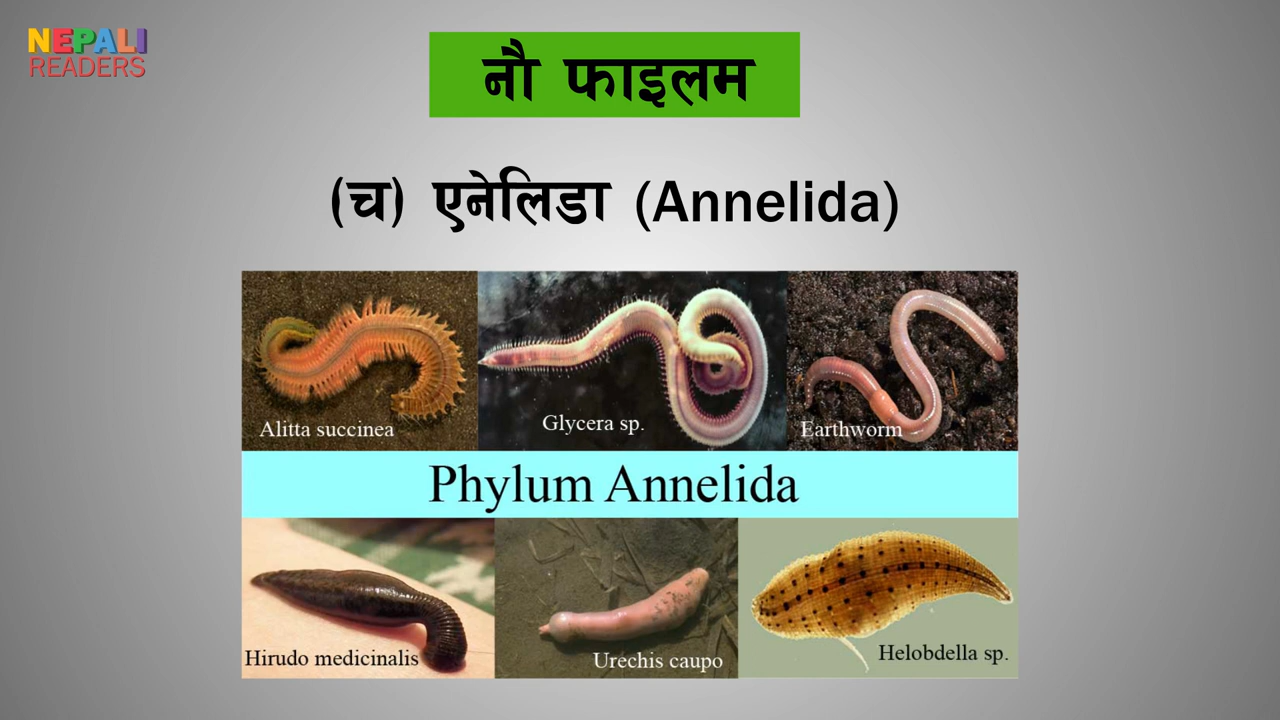 NEPALI
READERS
नौ फाइलम
(च) एनेलिडा (Annelida)
Alitta succinea
Glycera sp.
Earthworm
Phylum Annelida
Hirudo medicinalis
Urechis caupo
Helobdella sp.